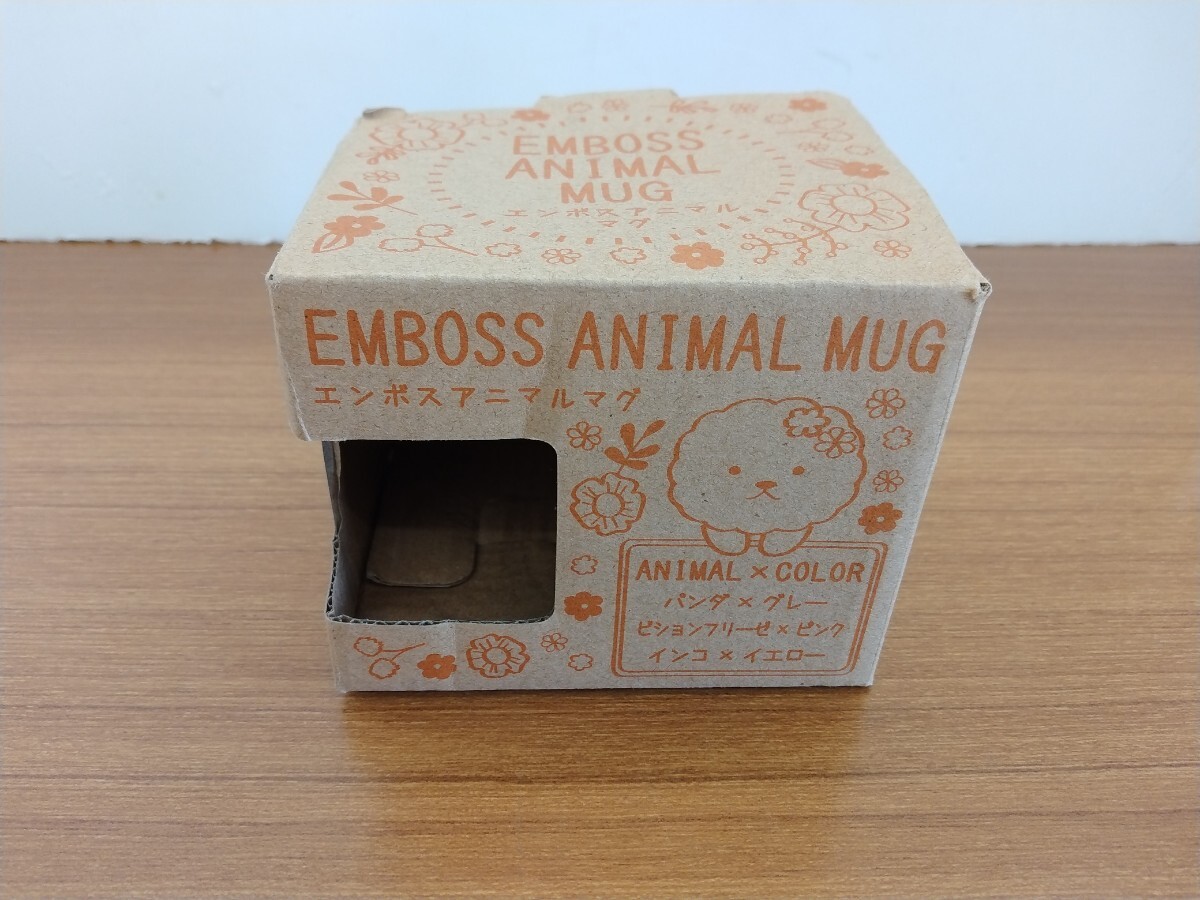 EMBOSS
ANIMAL
MUG
エンボスアニマル
マグ
EMBOSS ANIMAL MUG
エンボスアニマルマグ
ANIMAL×COLOR
パンダ×グレー
ビションフリーゼ×ピンク
インコ×イエロー